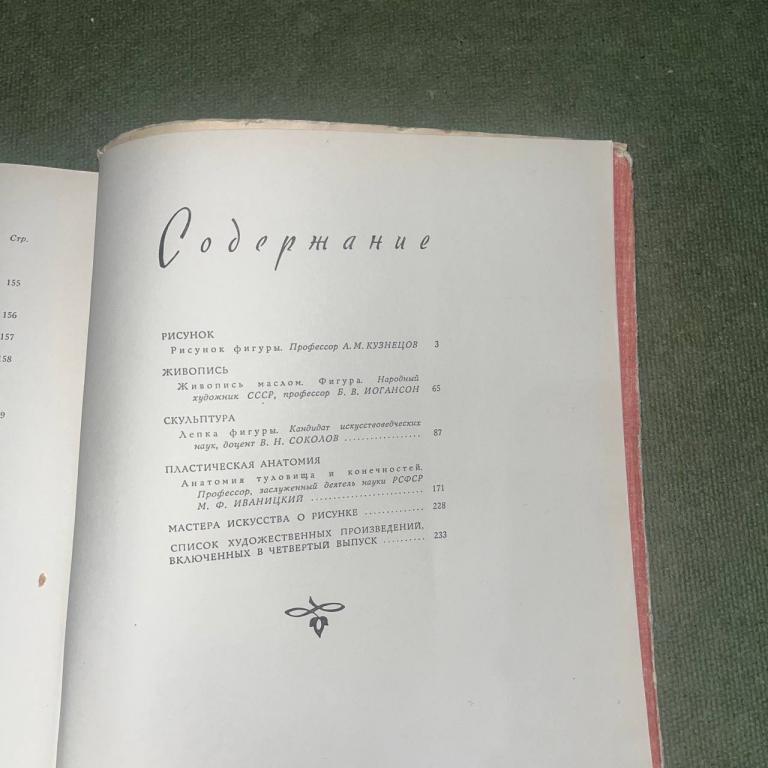 Стр.
155
156
157
158
9
Содержание
РИСУНОК
Рисунок фигуры. Профессор А. М. КУЗНЕЦОВ 3
ЖИВОПИСЬ
Живопись маслом. Фигура. Народный
художник СССР, профессор Б. В. ИОГАНСОН 65
СКУЛЬПТУРА
Лепка фигуры. Кандидат искусствоведческих
наук, доцент В. Н. СОКОЛОВ ................. 87
ПЛАСТИЧЕСКАЯ АНАТОМИЯ
Анатомия туловища и конечностей.
Профессор, заслуженный деятель науки РСФСР
М. Ф. ИВАНИЦКИЙ ......................... 171
МАСТЕРА ИСКУССТВА О РИСУНКЕ ............. 228
СПИСОК ХУДОЖЕСТВЕННЫХ ПРОИЗВЕДЕНИЙ,
ВКЛЮЧЕННЫХ В ЧЕТВЕРТЫЙ ВЫПУСК .......... 233